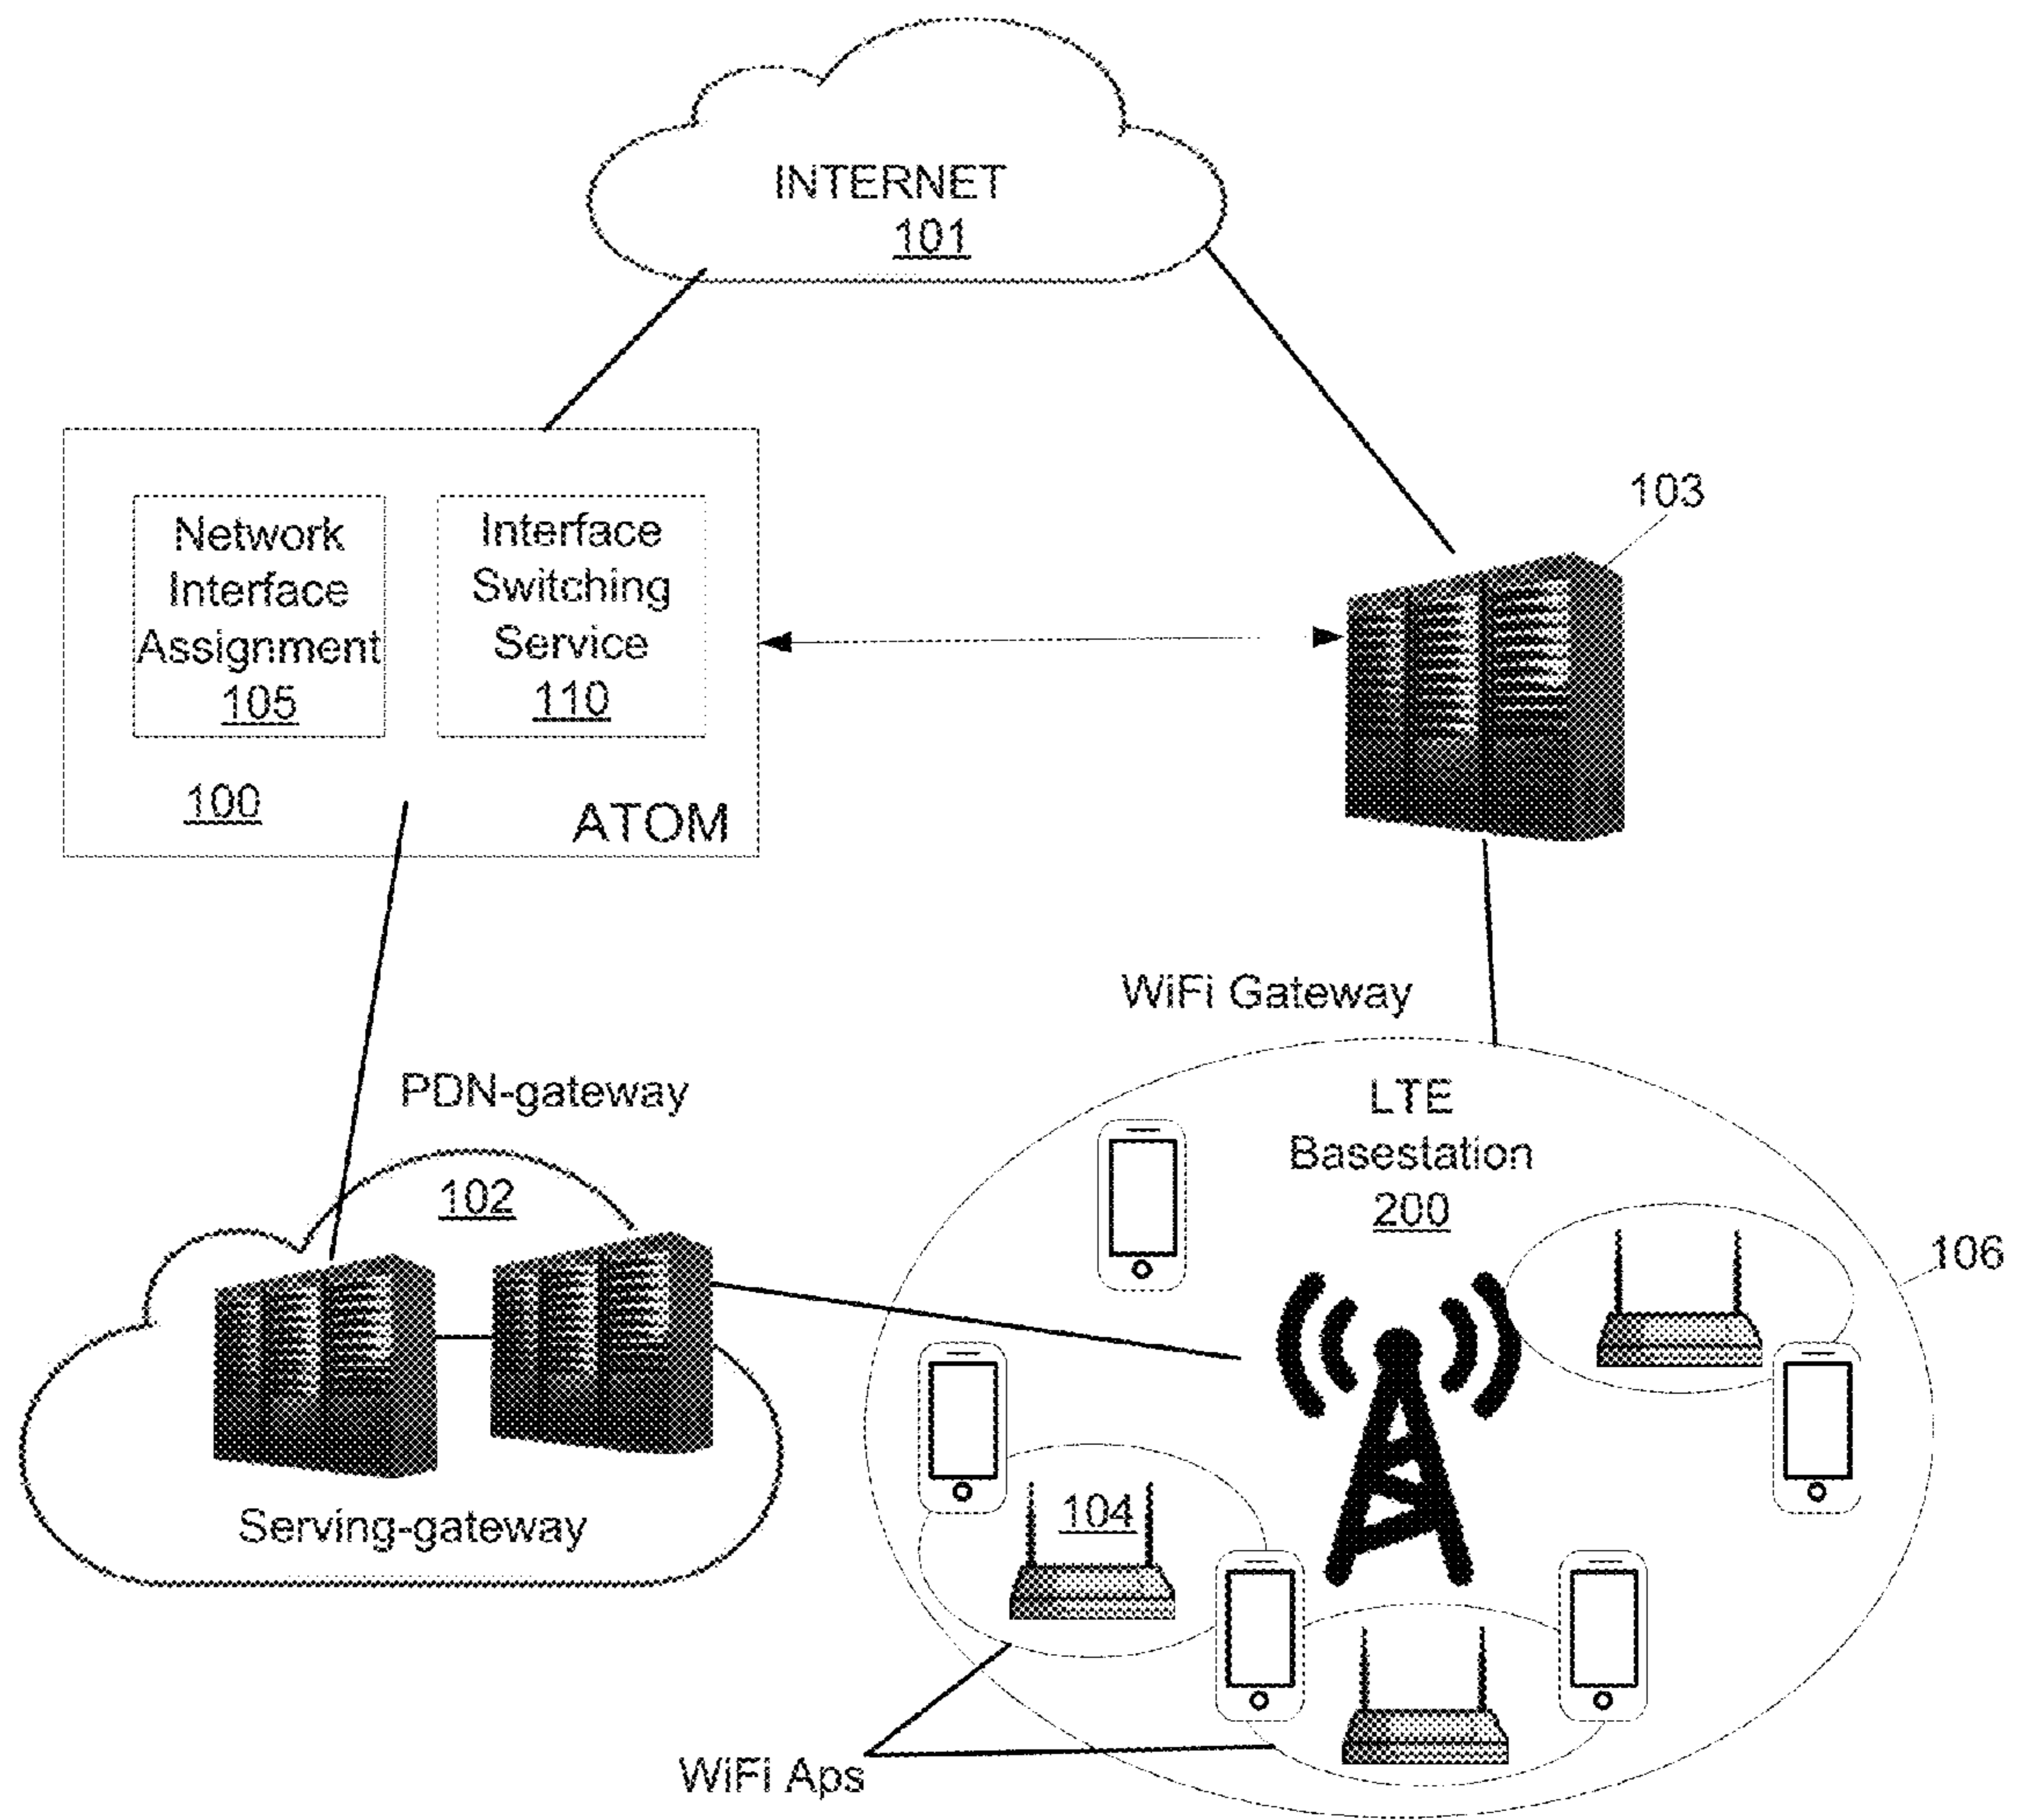 INTERNET
101
103
Network
Interface
Assignment
105
Interface
Switching
Service
110
100
ATOM
WiFi Gateway
PDN-gateway
102
LTE
Basestation
200
106
104
Serving-gateway
WiFi Aps